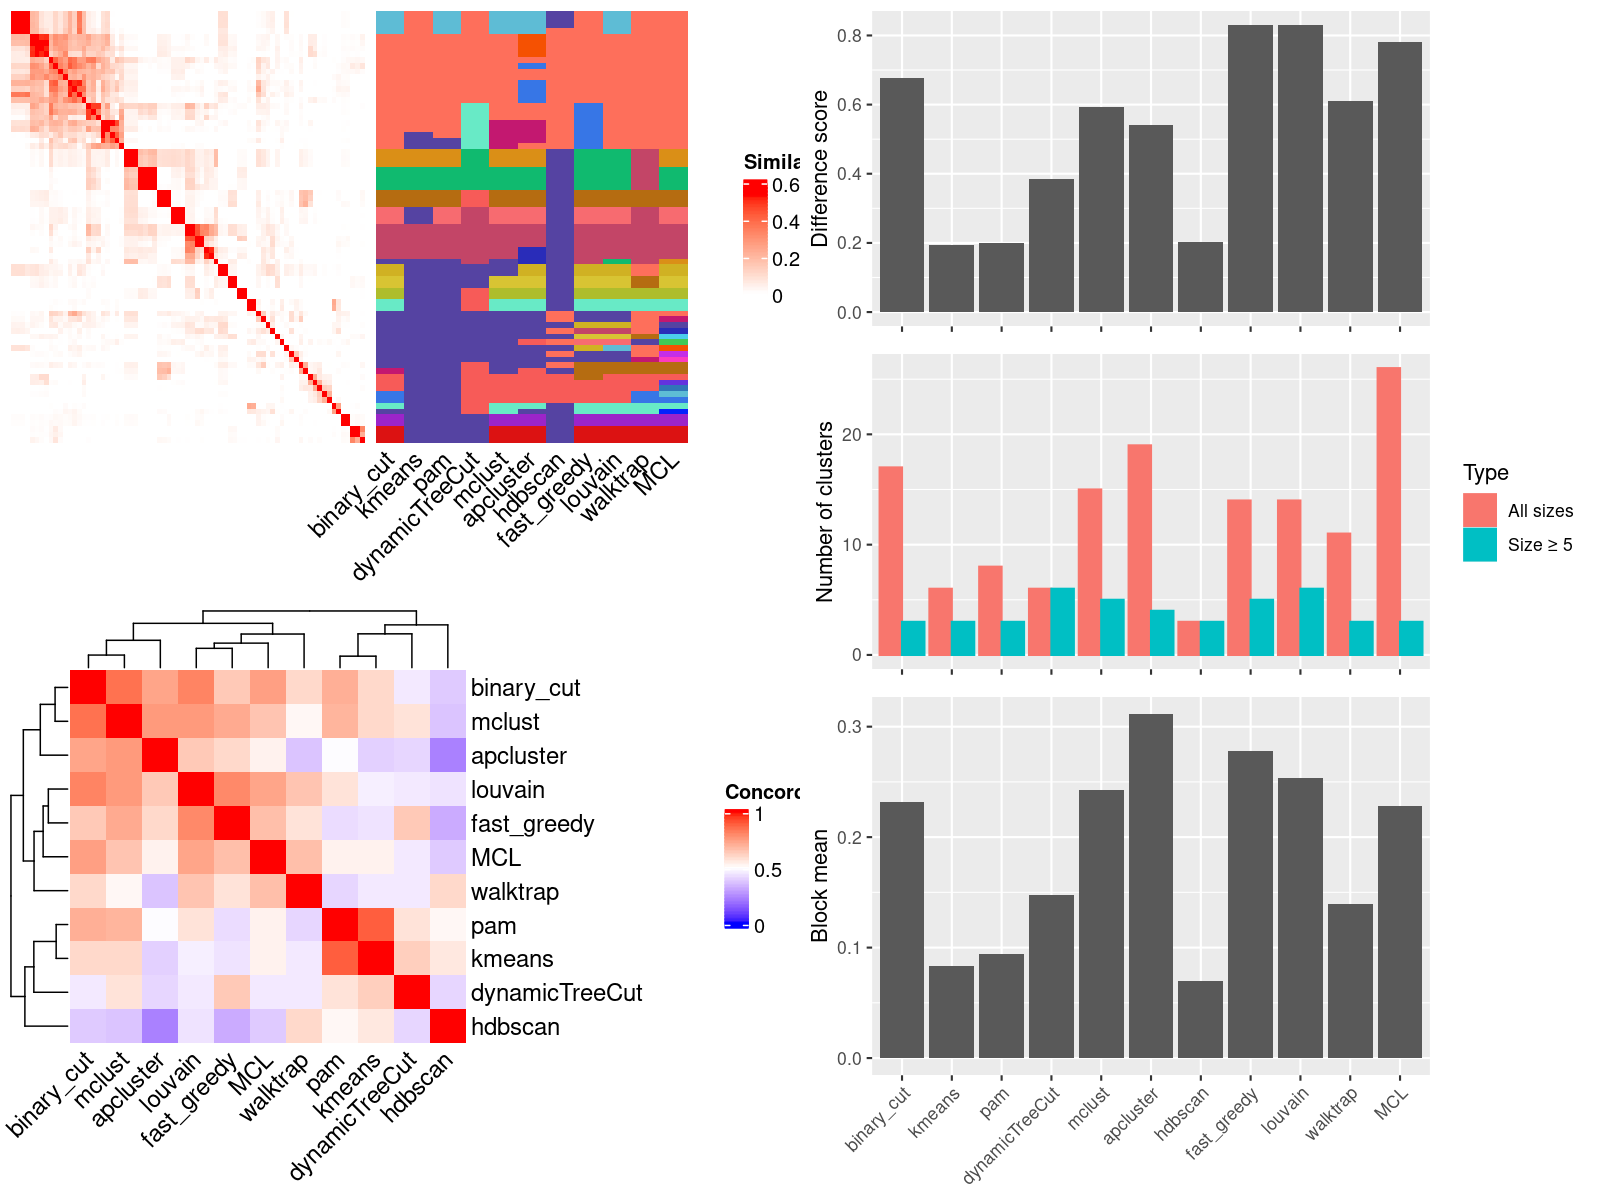 Simila
0.6
0.4
0.2
0
binary_cut
kmeans
pam
dynamicTreeCut
mclust
apcluster
hdbscan
fast_greedy
louvain
walktrap
MCL
binary_cut
mclust
apcluster
louvain
fast_greedy
MCL
walktrap
pam
kmeans
dynamicTreeCut
hdbscan
binary_cut
mclust
apcluster
louvain
fast_greedy
MCL
walktrap
pam
kmeans
dynamicTreeCut
hdbscan
Concord
1
0.5
0
Difference score
0.8
0.6
0.4
0.2
0.0
Number of clusters
20
10
0
Type
All sizes
Size ≥ 5
Block mean
0.3
0.2
0.1
0.0
binary_cut
kmeans
pam
dynamicTreeCut
mclust
apcluster
hdbscan
fast_greedy
louvain
walktrap
MCL